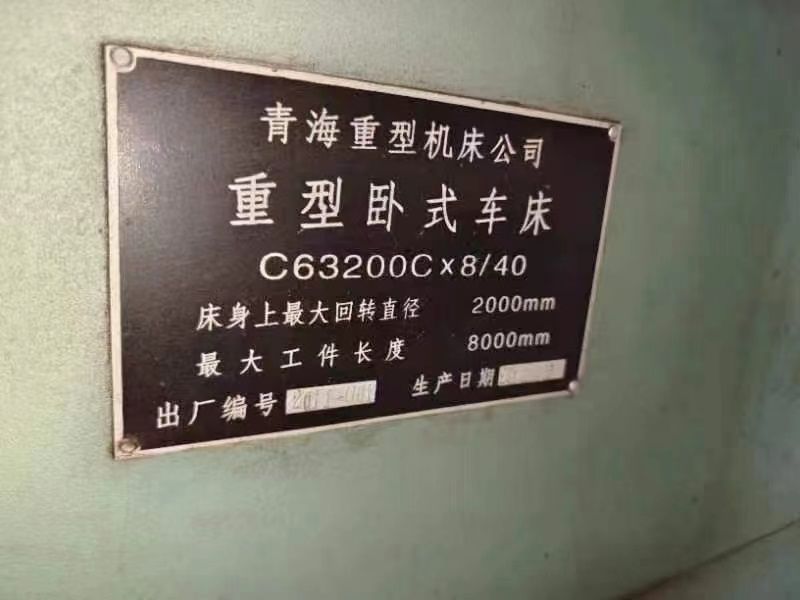 青海重型机床公司
重型卧式车床
C63200C×8/40
床身上最大回转直径 2000mm
最大工件长度 8000mm
出厂编号 生产日期